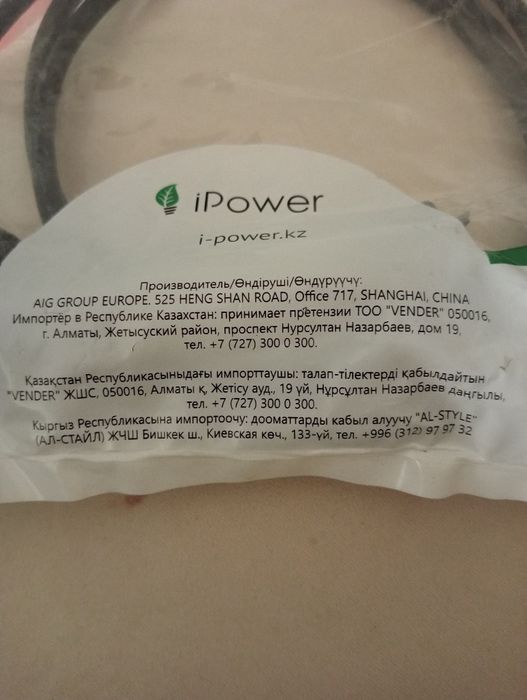 iPower
i-power.kz
Производитель/Өндіруші/Өндүрүүчү:
AIG GROUP EUROPE. 525 HENG SHAN ROAD, Office 717, SHANGHAI, CHINA
Импортёр в Республике Казахстан: принимает претензии ТОО "VENDER" 050016,
г. Алматы, Жетысуский район, проспект Нурсултан Назарбаев, дом 19,
тел. +7 (727) 300 0 300.
Қазақстан Республикасыныдағы импорттаушы: талап-тілектерді қабылдайтын
"VENDER" ЖШС, 050016, Алматы қ, Жетісу ауд., 19 үй, Нұрсұлтан Назарбаев даңғылы,
тел. +7 (727) 300 0 300.
Кыргыз Республикасына импортоочу: дооматтарды кабыл алуучу "AL-STYLE"
(АЛ-СТАЙЛ) ЖЧШ Бишкек ш., Киевская көч., 133-үй, тел. +996 (312) 97 97 32